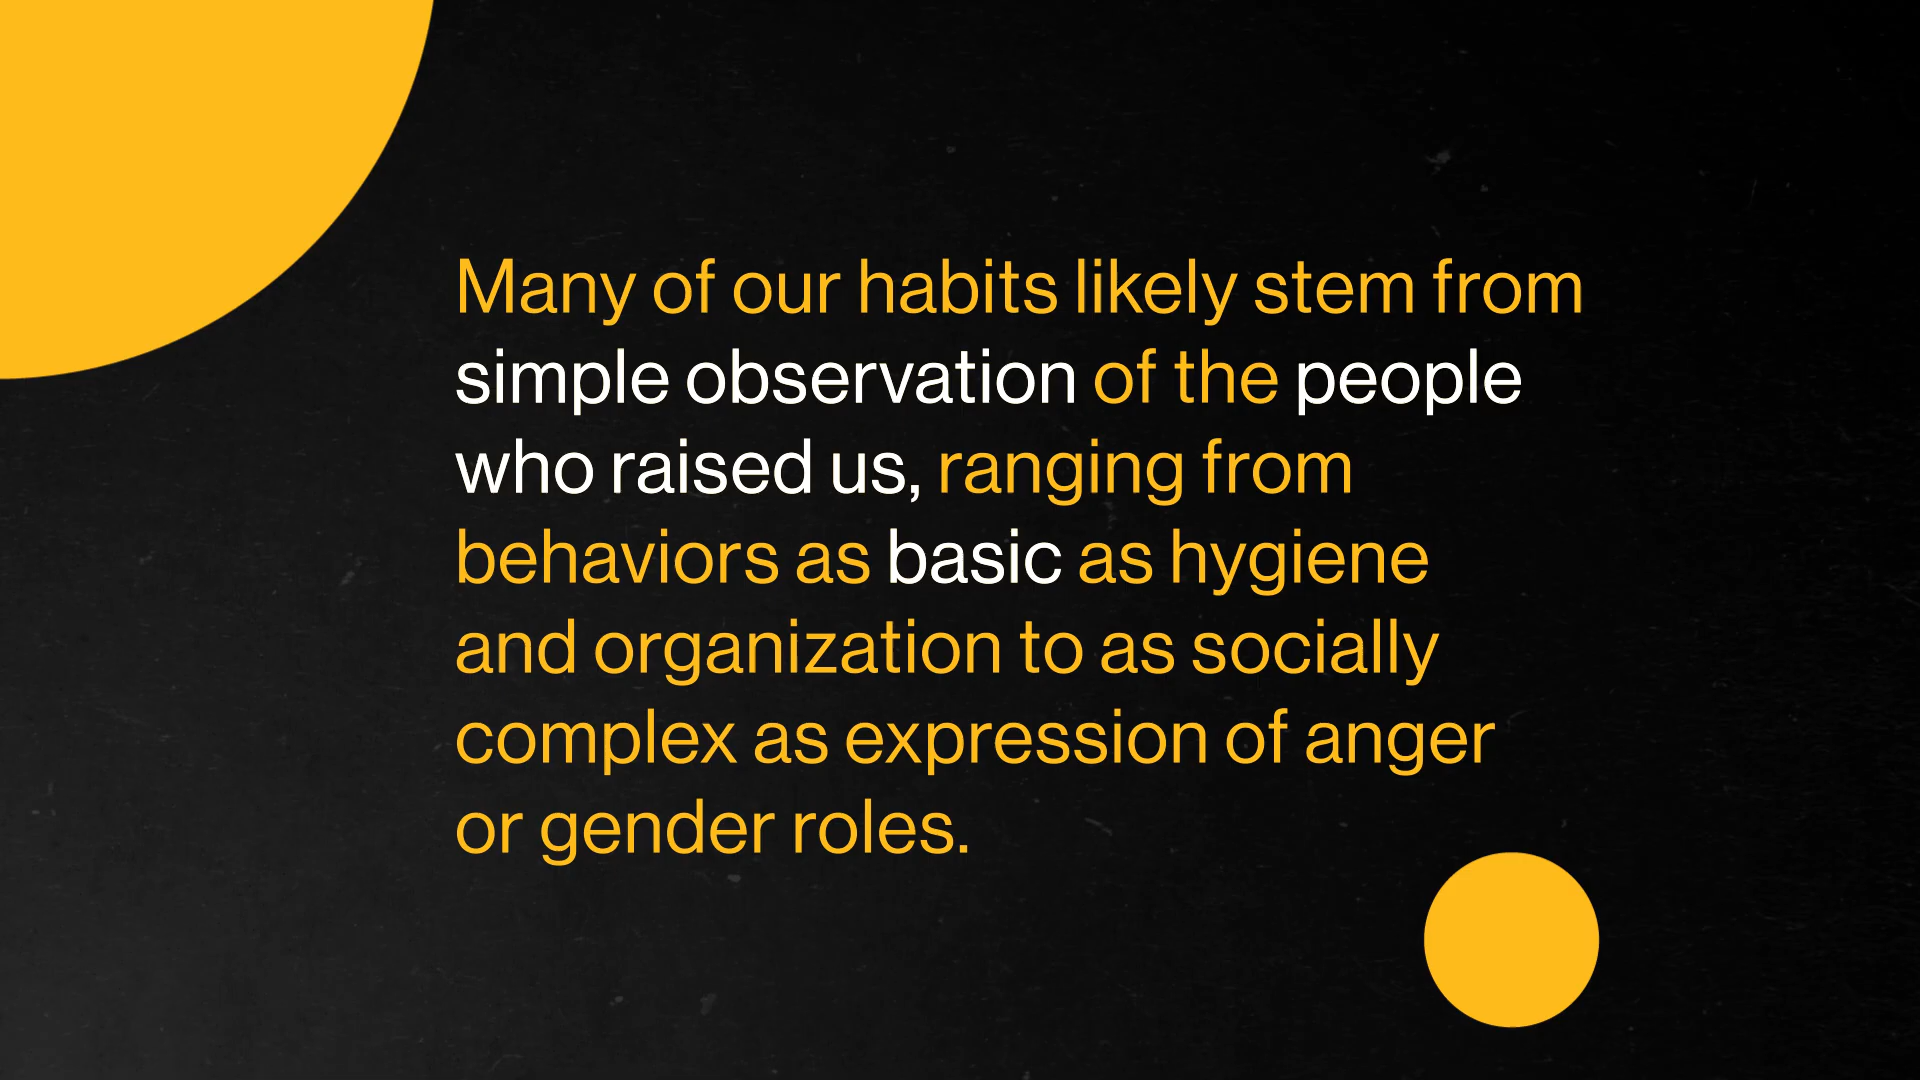 Many of our habits likely stem from
simple observation of the people
who raised us, ranging from
behaviors as basic as hygiene
and organization to as socially
complex as expression of anger
or gender roles.